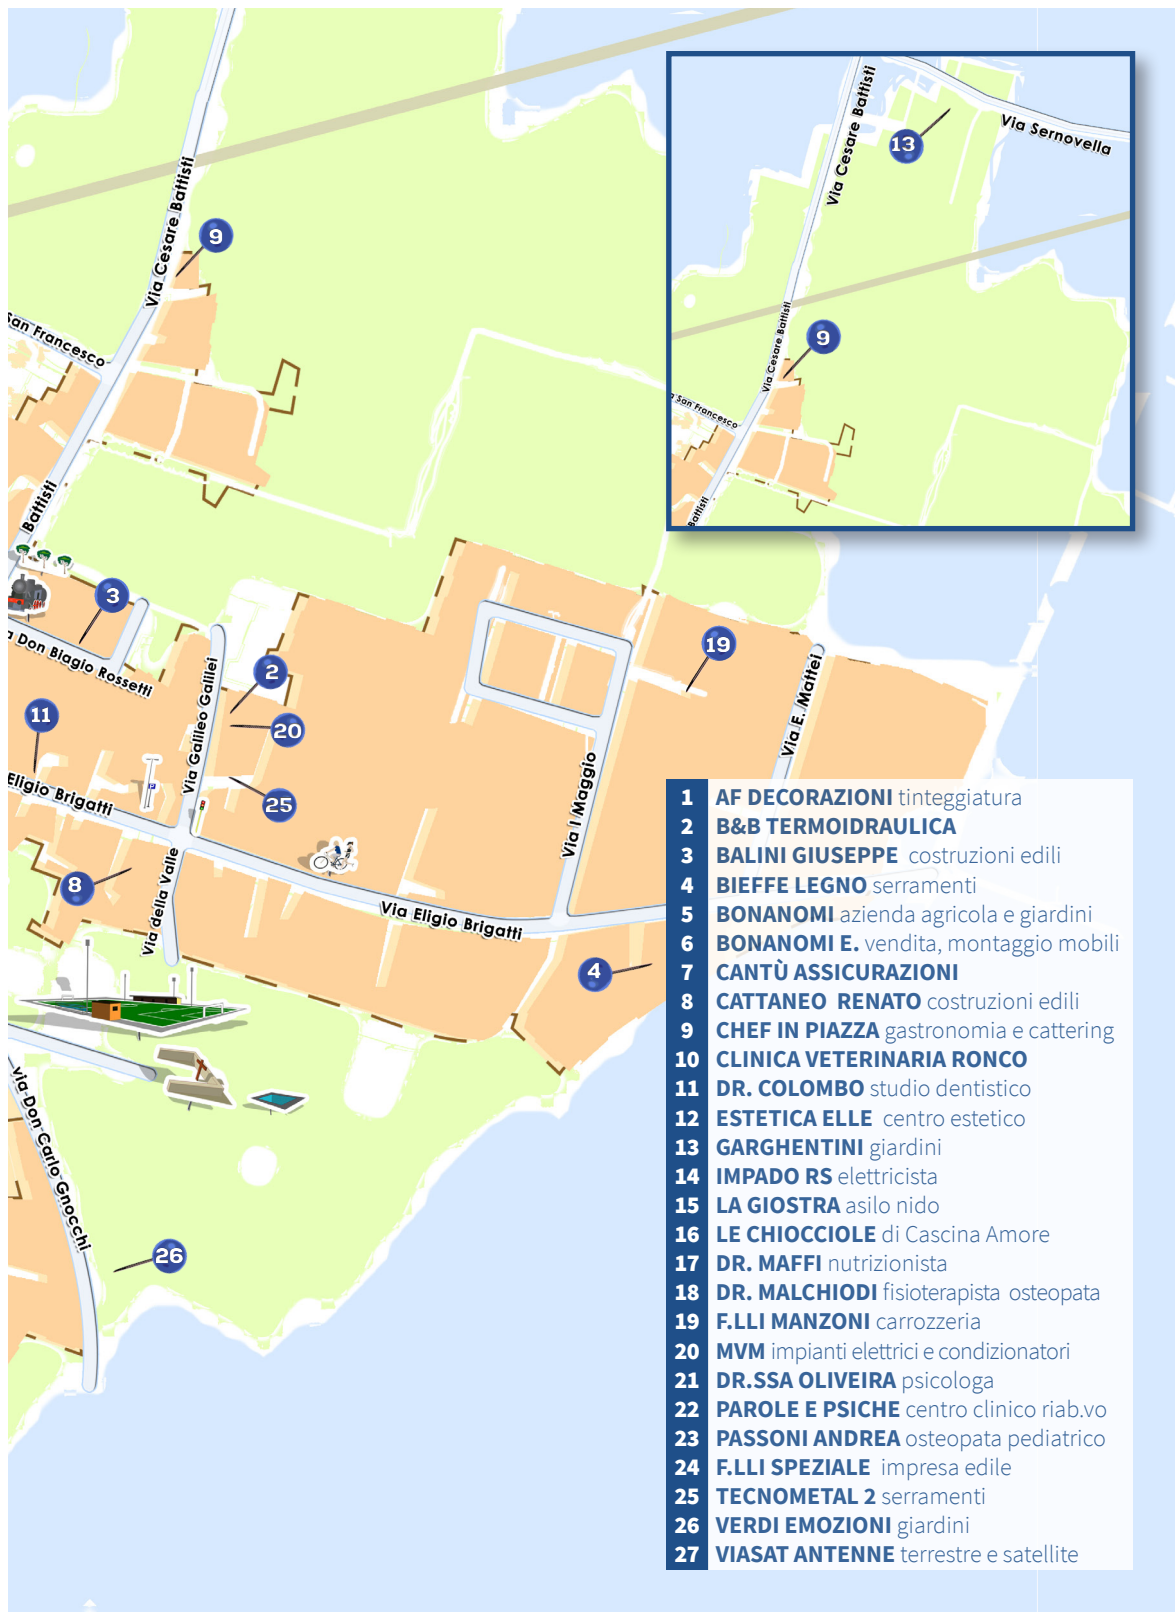 Via Cesare Battisti
9
San Francesco
Battisti
3
a Don Biagio Rossetti
11
Eligio Brigatti
Via Galileo Galilei
2
20
25
P
8
Via della Valle
Via Eligio Brigatti
Via I Maggio
19
Via E. Mattei
4
via Don Carlo Gnocchi
26
Via Cesare Battisti
13
Via Sernovella
Via Cesare Battisti
9
a San Francesco
Battisti
1 AF DECORAZIONI tinteggiatura
2 B&B TERMOIDRAULICA
3 BALINI GIUSEPPE costruzioni edili
4 BIEFFE LEGNO serramenti
5 BONANOMI azienda agricola e giardini
6 BONANOMI E. vendita, montaggio mobili
7 CANTÙ ASSICURAZIONI
8 CATTANEO RENATO costruzioni edili
9 CHEF IN PIAZZA gastronomia e cattering
10 CLINICA VETERINARIA RONCO
11 DR. COLOMBO studio dentistico
12 ESTETICA ELLE centro estetico
13 GARGHENTINI giardini
14 IMPADO RS elettricista
15 LA GIOSTRA asilo nido
16 LE CHIOCCIOLE di Cascina Amore
17 DR. MAFFI nutrizionista
18 DR. MALCHIODI fisioterapista osteopata
19 F.LLI MANZONI carrozzeria
20 MVM impianti elettrici e condizionatori
21 DR.SSA OLIVEIRA psicologa
22 PAROLE E PSICHE centro clinico riab.vo
23 PASSONI ANDREA osteopata pediatrico
24 F.LLI SPEZIALE impresa edile
25 TECNOMETAL 2 serramenti
26 VERDI EMOZIONI giardini
27 VIASAT ANTENNE terrestre e satellite